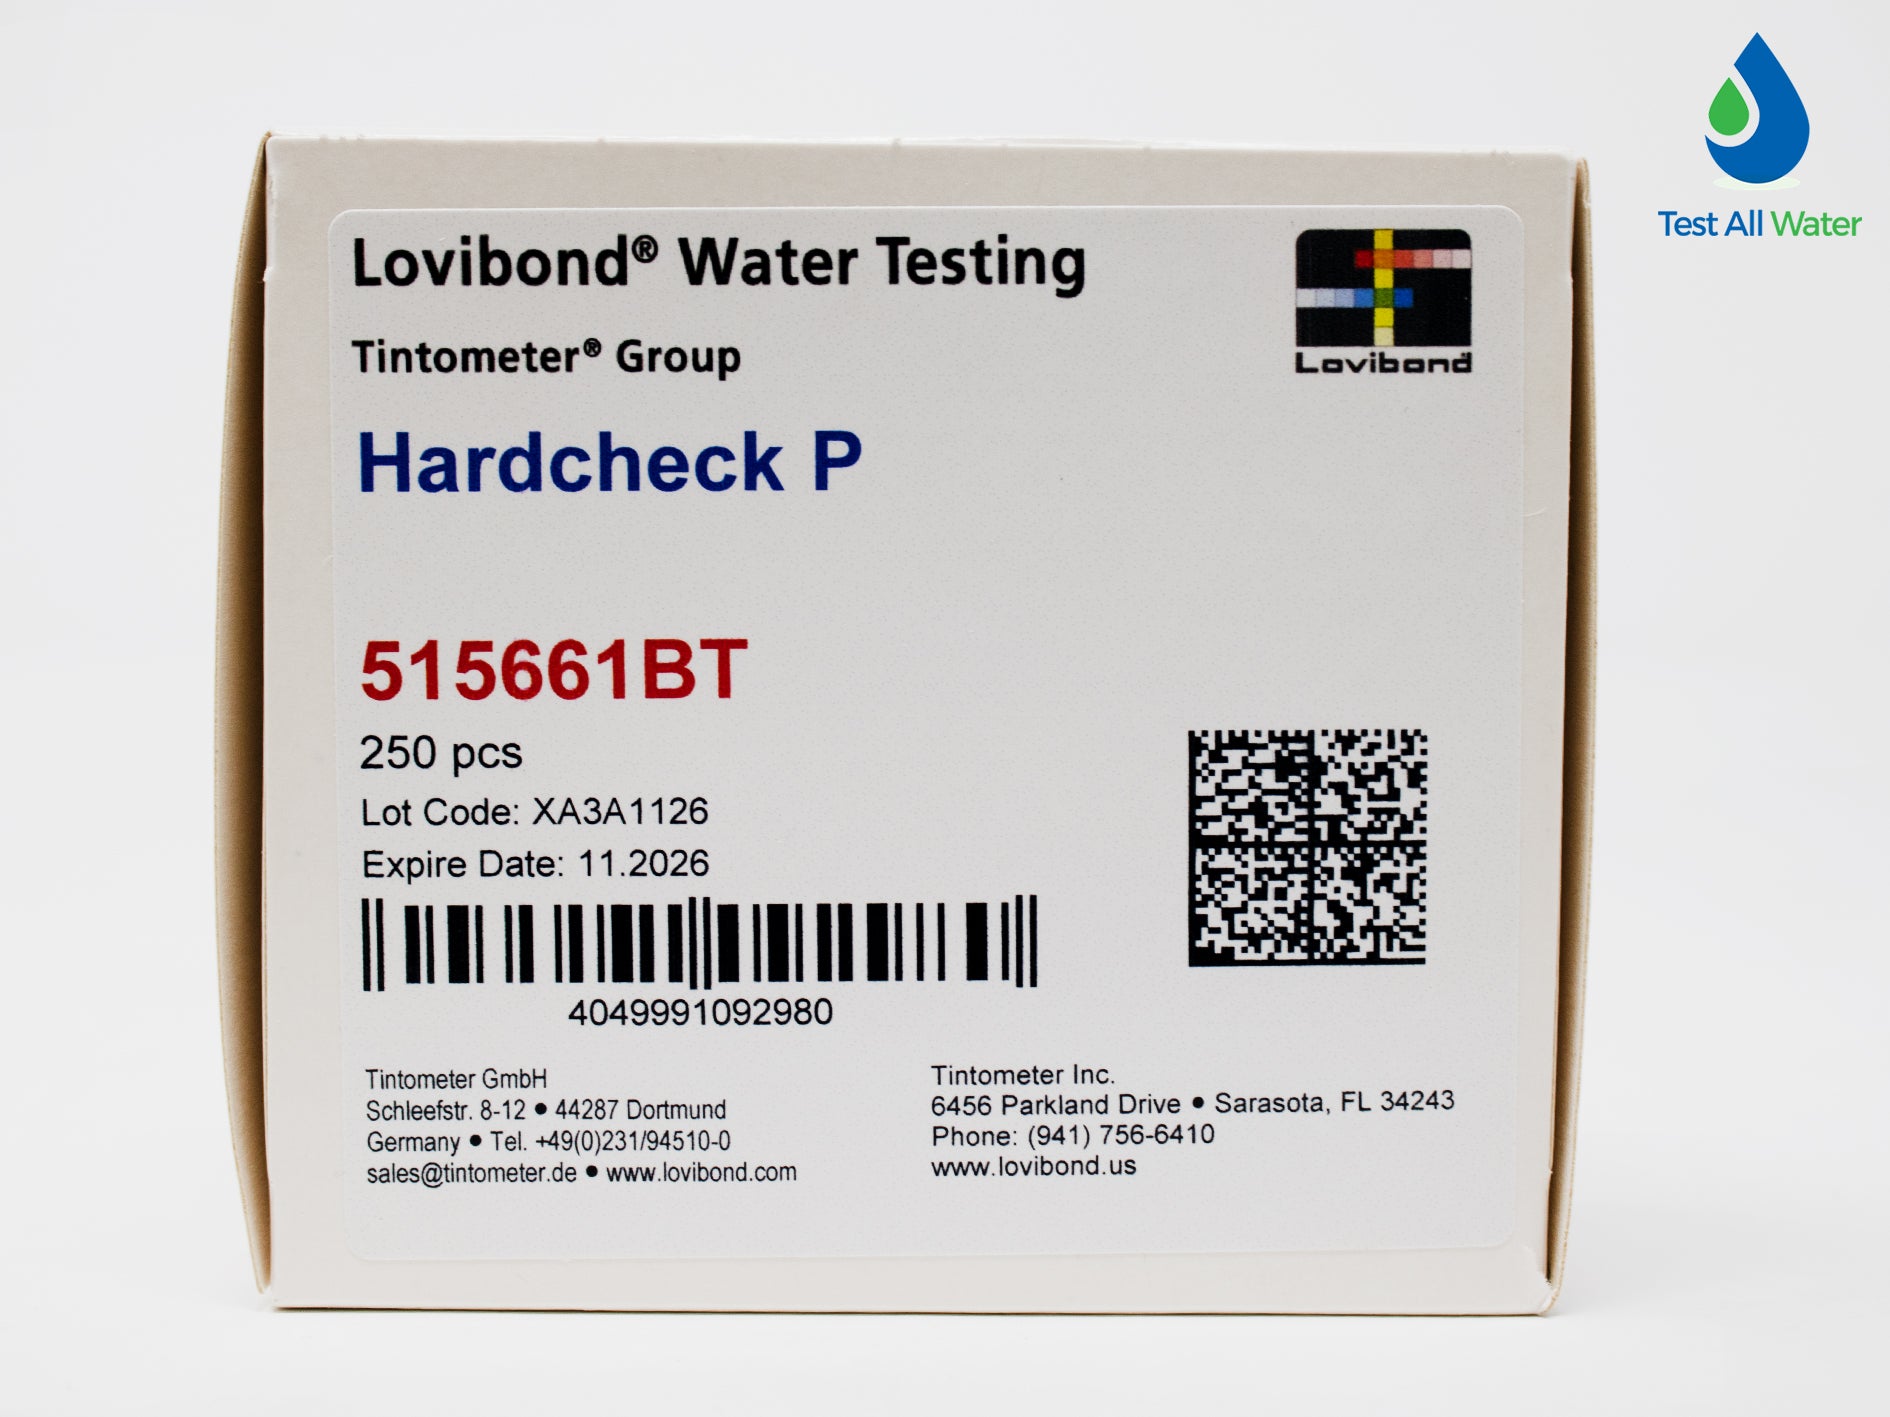 Test All Water
Lovibond® Water Testing
Lovibond
Tintometer® Group
Hardcheck P
515661BT
250 pcs
Lot Code: XA3A1126
Expire Date: 11.2026
4049991092980
Tintometer GmbH
Schleefstr. 8-12 • 44287 Dortmund
Germany • Tel. +49(0)231/94510-0
sales@tintometer.de • www.lovibond.com
Tintometer Inc.
6456 Parkland Drive • Sarasota, FL 34243
Phone: (941) 756-6410
www.lovibond.us